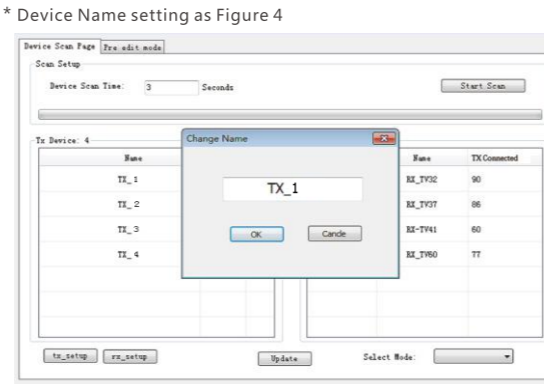 * Device Name setting as Figure 4
Device Scan Page Pre edit mode
Scan Setup
Device Scan Time: 3 Seconds Start Scan
Tx Device: 4
Change Name
Name Name TX Connected
TX_1 RX_TV32 90
TX_1
TX_2 RX_TV37 86
TX_3 RX-TV41 60
OK Cancle
TX_4 RX_TV60 77
tx_setup rx_setup Update Select Mode: